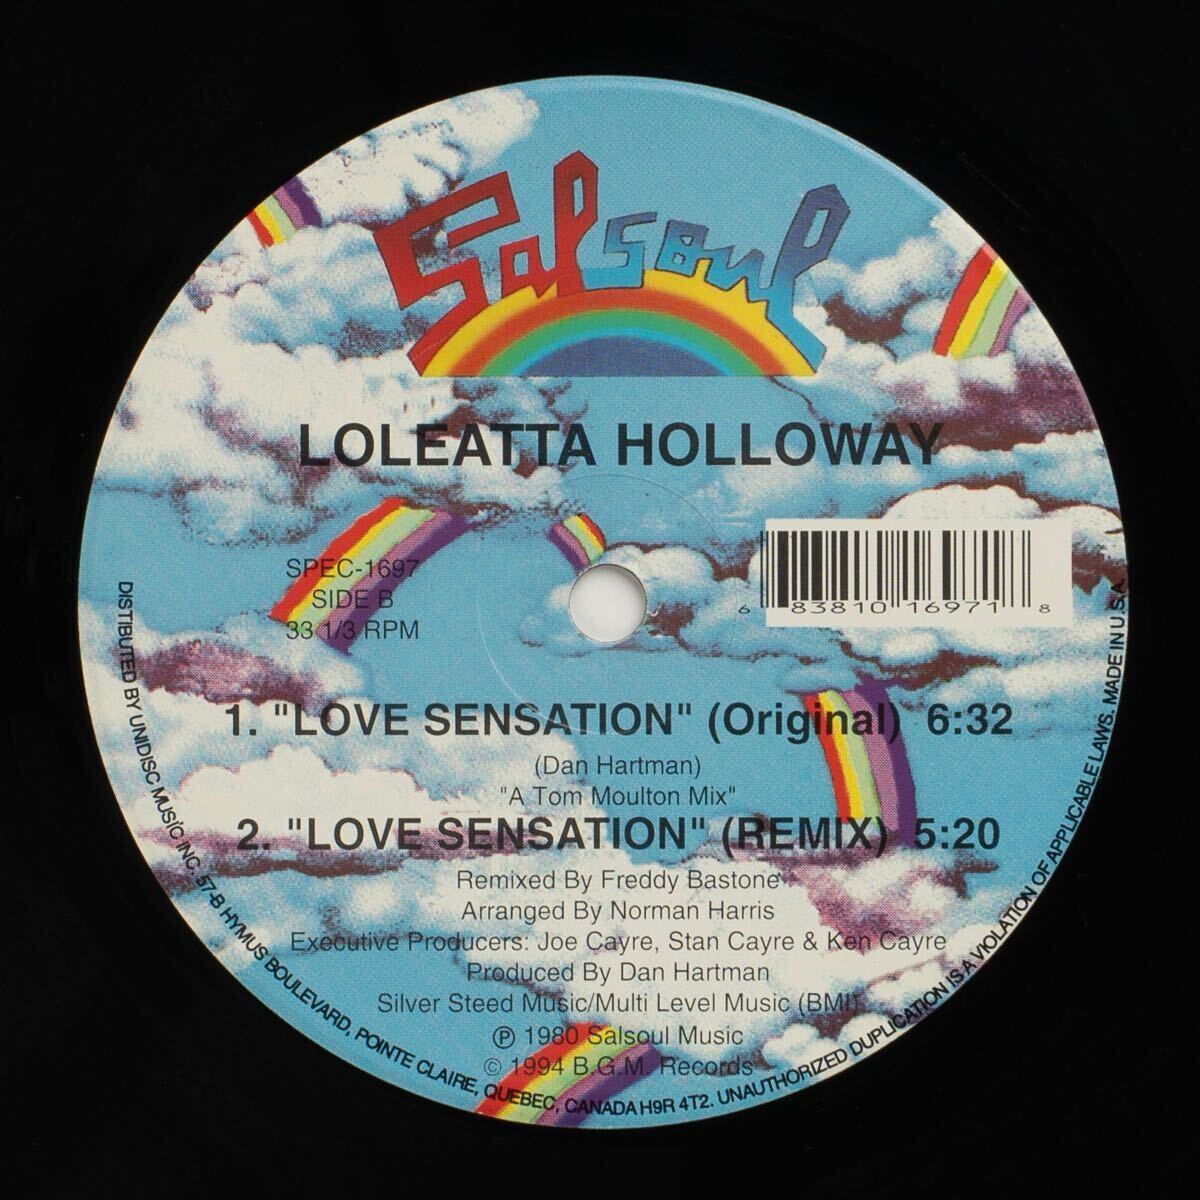 Salsoul
LOLEATTA HOLLOWAY
SPEC-1697
SIDE B
33 1/3 RPM
6 83810 16971 8
1. "LOVE SENSATION" (Original) 6:32
(Dan Hartman)
"A Tom Moulton Mix"
2. "LOVE SENSATION" (REMIX) 5:20
Remixed By Freddy Bastone
Arranged By Norman Harris
Executive Producers: Joe Cayre, Stan Cayre & Ken Cayre
Produced By Dan Hartman
Silver Steed Music/Multi Level Music (BMI)
℗ 1980 Salsoul Music
© 1994 B.G.M. Records
DISTIBUTED BY UNIDISC MUSIC INC. 57-B HYMUS BOULEVARD, POINTE CLAIRE, QUEBEC, CANADA H9R 4T2. UNAUTHORIZED DUPLICATION IS A VIOLATION OF APPLICABLE LAWS. MADE IN U.S.A.